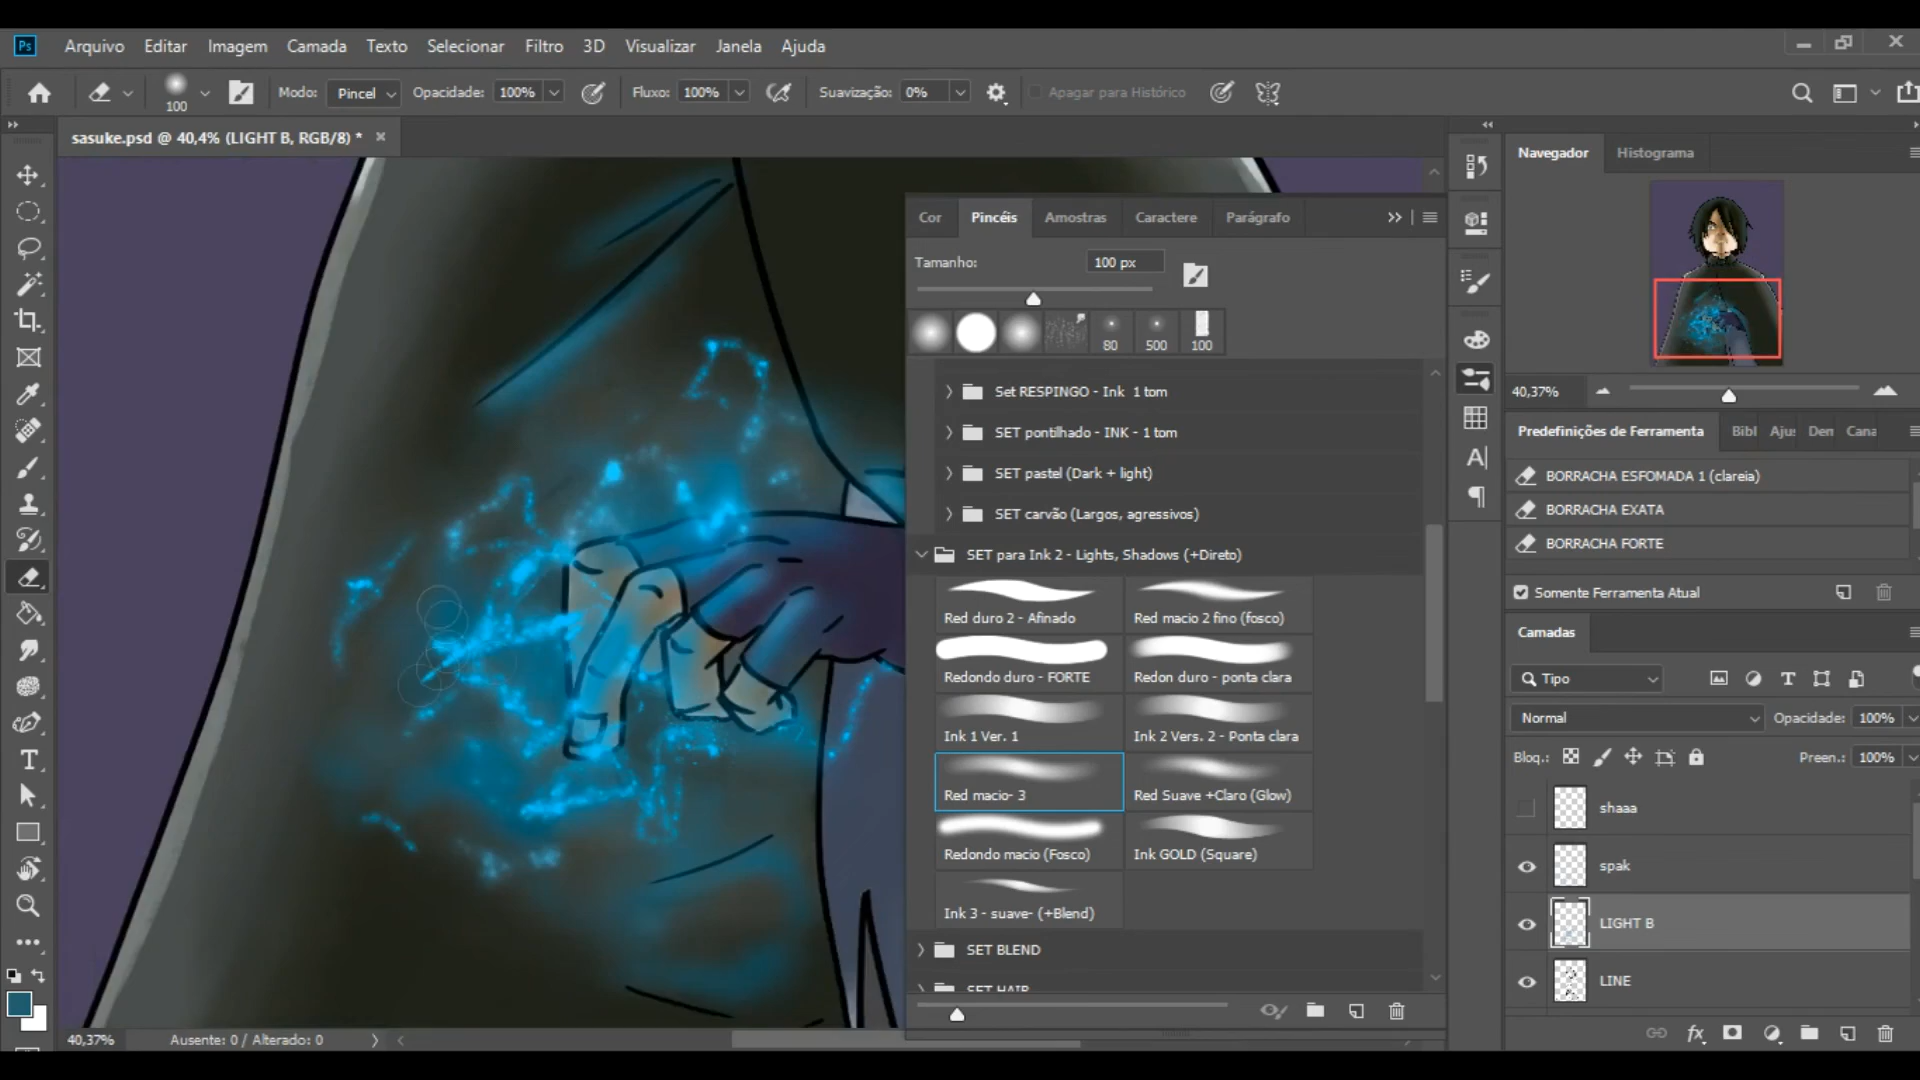 Ps Arquivo Editar Imagem Camada Texto Selecionar Filtro 3D Visualizar Janela Ajuda
100 Modo: Pincel Opacidade: 100% Fluxo: 100% Suavização: 0% Apagar para Histórico
sasuke.psd @ 40,4% (LIGHT B, RGB/8) *
Cor Pincéis Amostras Caractere Parágrafo
Tamanho: 100 px
80 500 100
Set RESPINGO - Ink 1 tom
SET pontilhado - INK - 1 tom
SET pastel (Dark + light)
SET carvão (Largos, agressivos)
SET para Ink 2 - Lights, Shadows (+Direto)
Red duro 2 - Afinado
Red macio 2 fino (fosco)
Redondo duro - FORTE
Redon duro - ponta clara
Ink 1 Ver. 1
Ink 2 Vers. 2 - Ponta clara
Red macio- 3
Red Suave +Claro (Glow)
Redondo macio (Fosco)
Ink GOLD (Square)
Ink 3 - suave- (+Blend)
SET BLEND
SET HAIR
Navegador Histograma
40,37%
Predefinições de Ferramenta Bibl Ajus Den Cana
BORRACHA ESFOMADA 1 (clareia)
BORRACHA EXATA
BORRACHA FORTE
Somente Ferramenta Atual
Camadas
Tipo
Normal Opacidade: 100%
Bloq.: Preen.: 100%
shaaa
spak
LIGHT B
LINE
40,37% Ausente: 0 / Alterado: 0